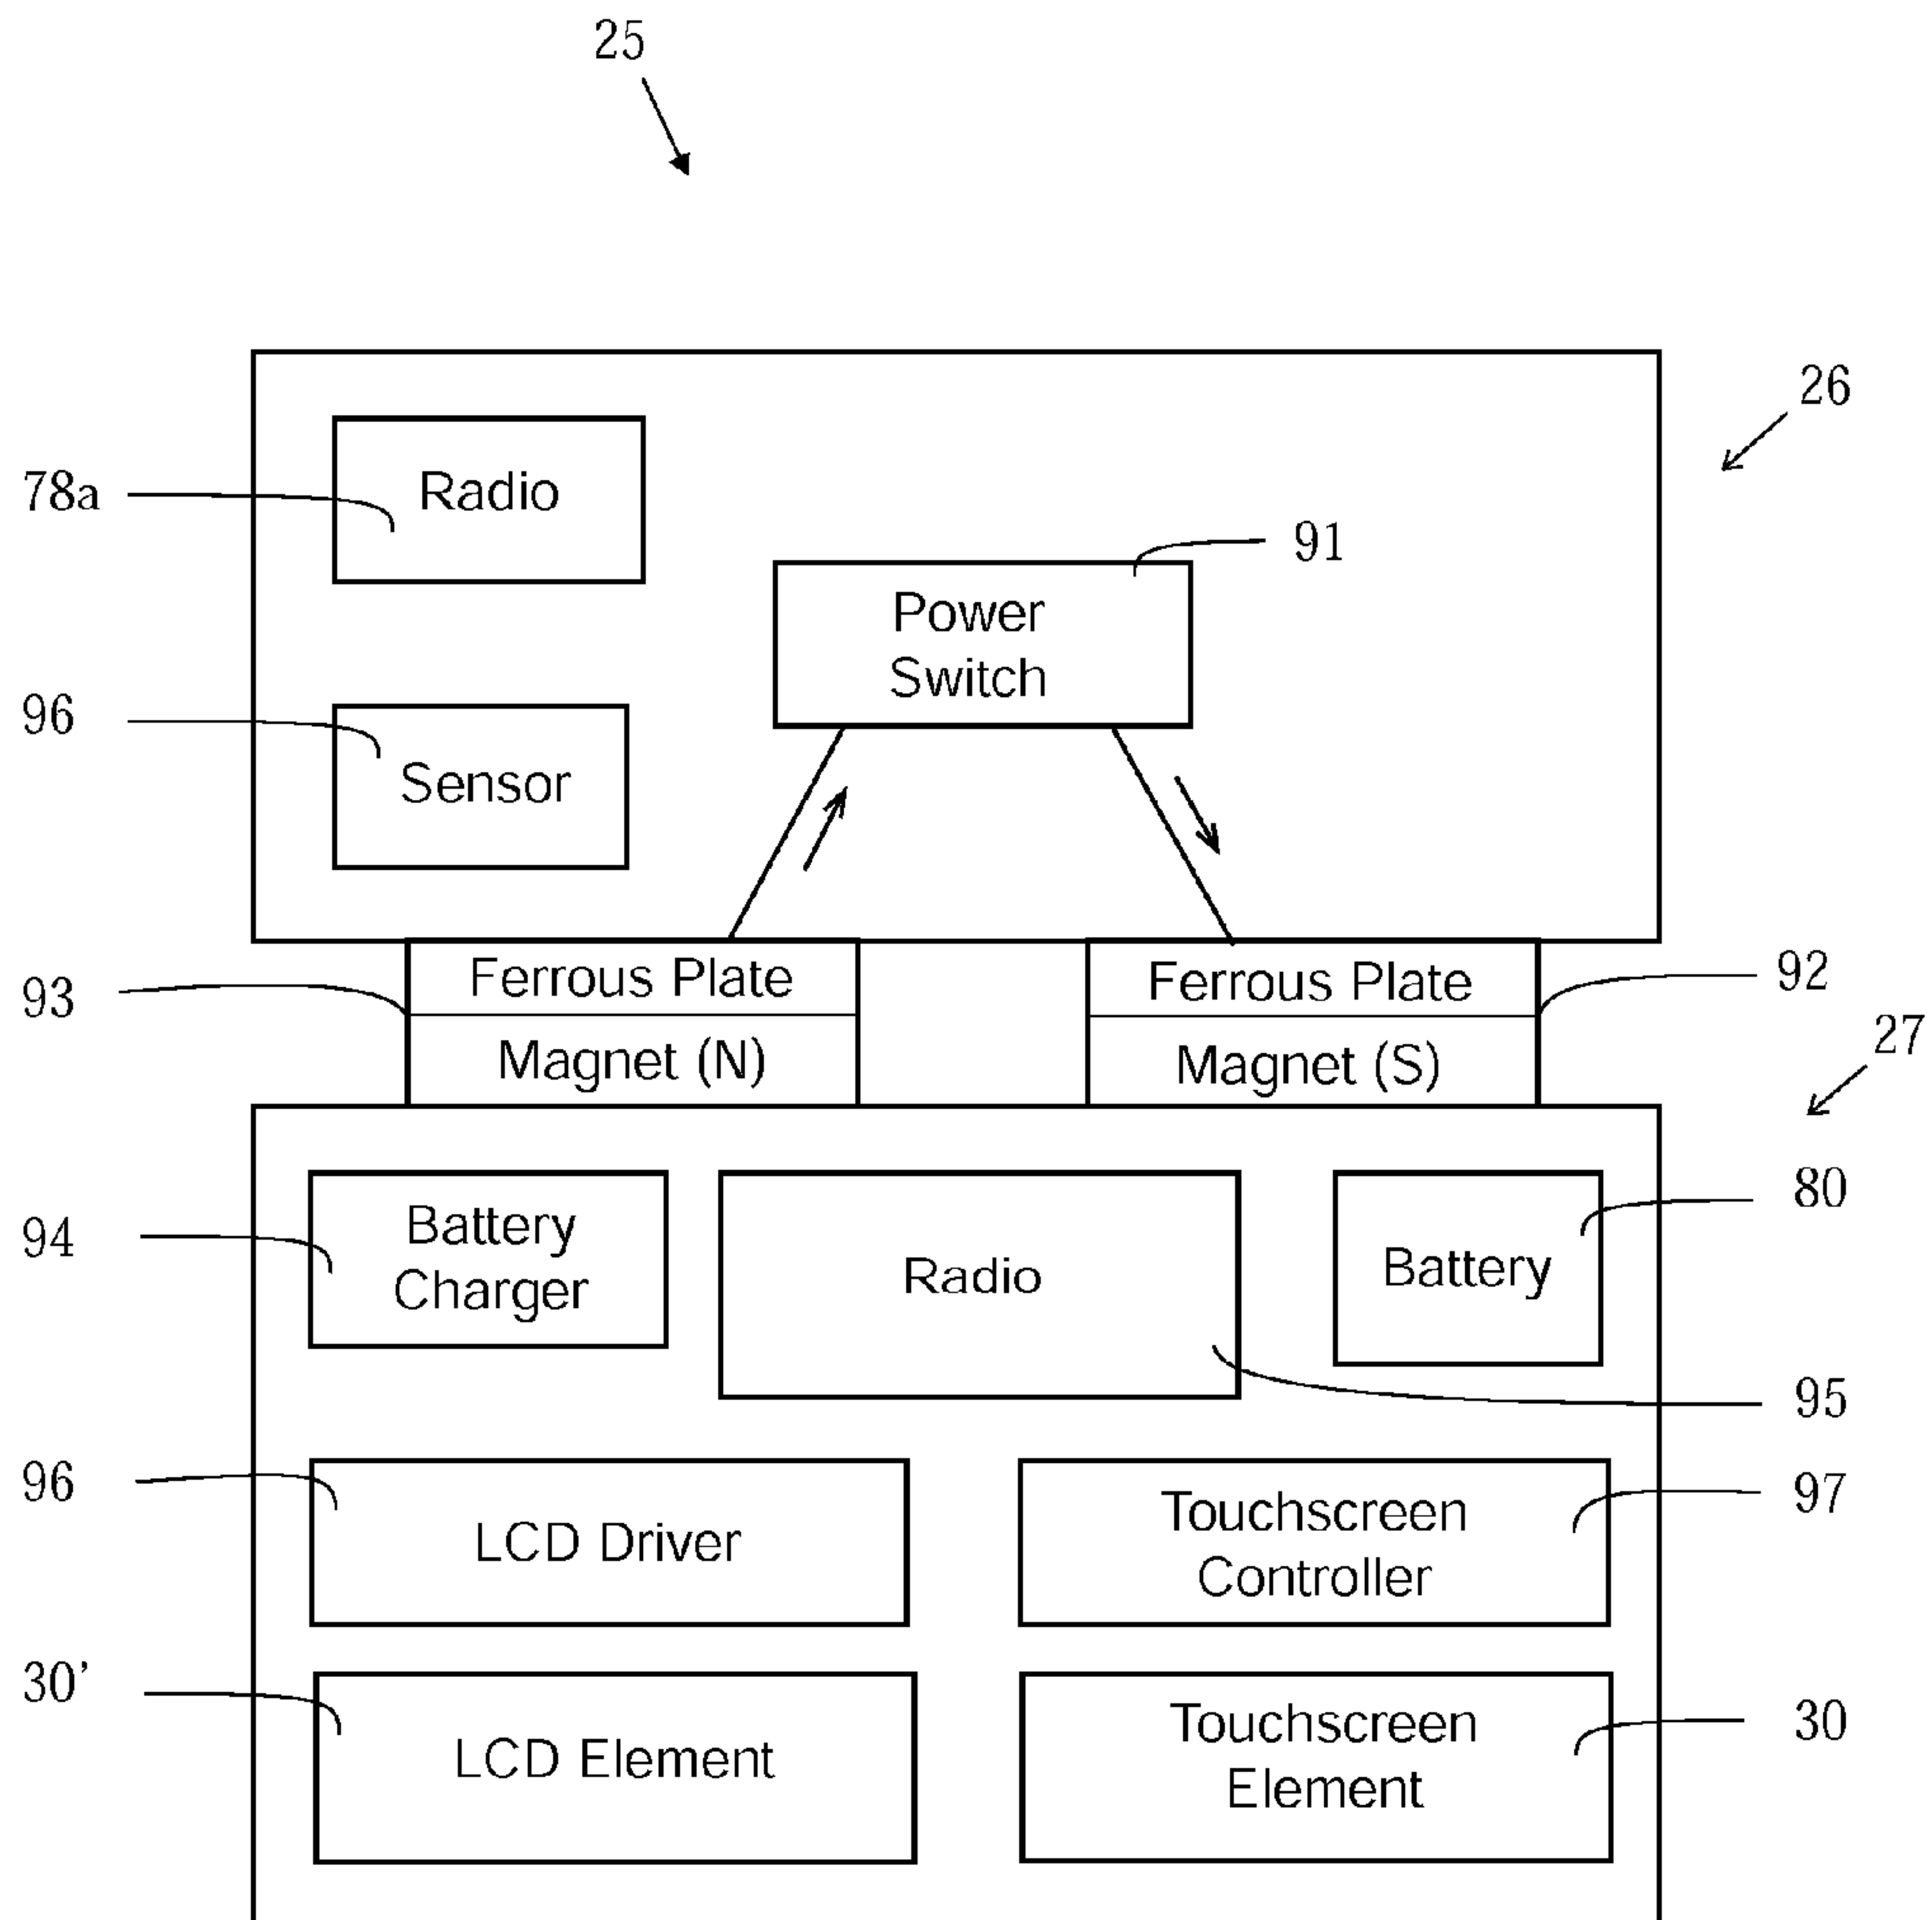 25
26
78a
Radio
91
Power
Switch
96
Sensor
93
Ferrous Plate
Ferrous Plate
92
Magnet (N)
Magnet (S)
27
80
94
Battery
Charger
Radio
Battery
95
96
LCD Driver
Touchscreen
Controller
97
30’
LCD Element
Touchscreen
Element
30